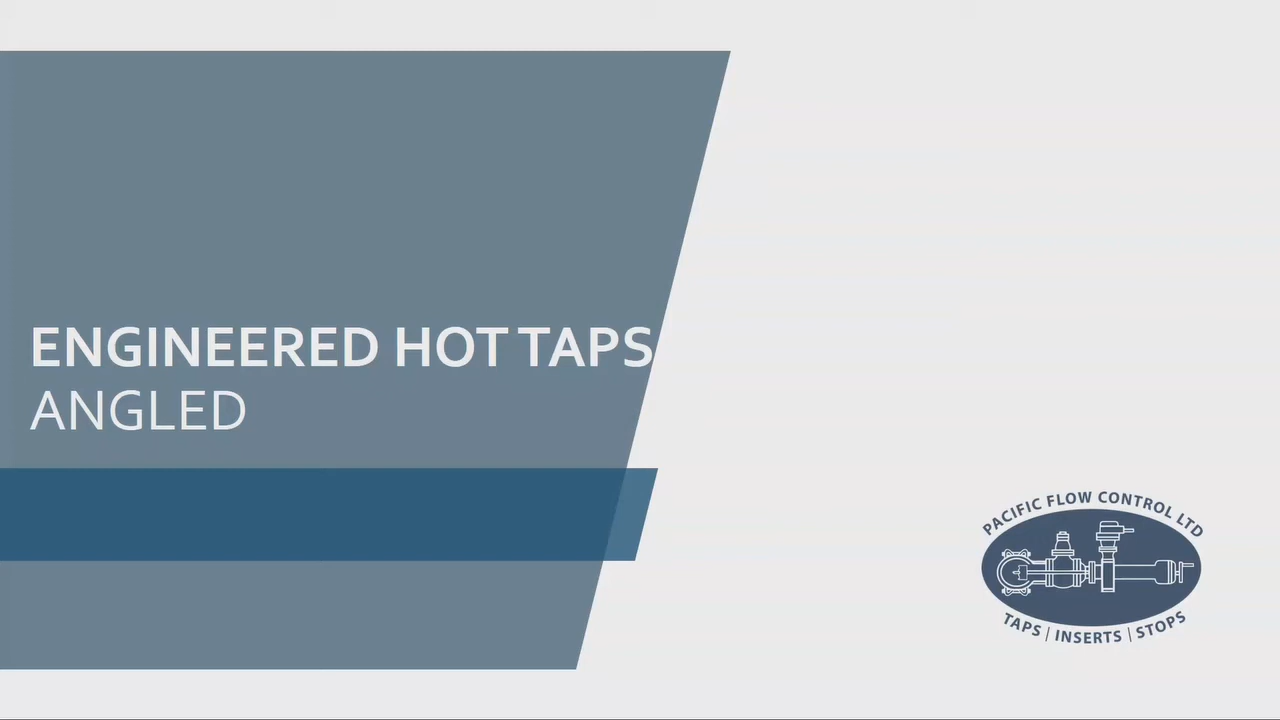 ENGINEERED HOT TAPS
ANGLED
PACIFIC FLOW CONTROL LTD
TAPS | INSERTS | STOPS